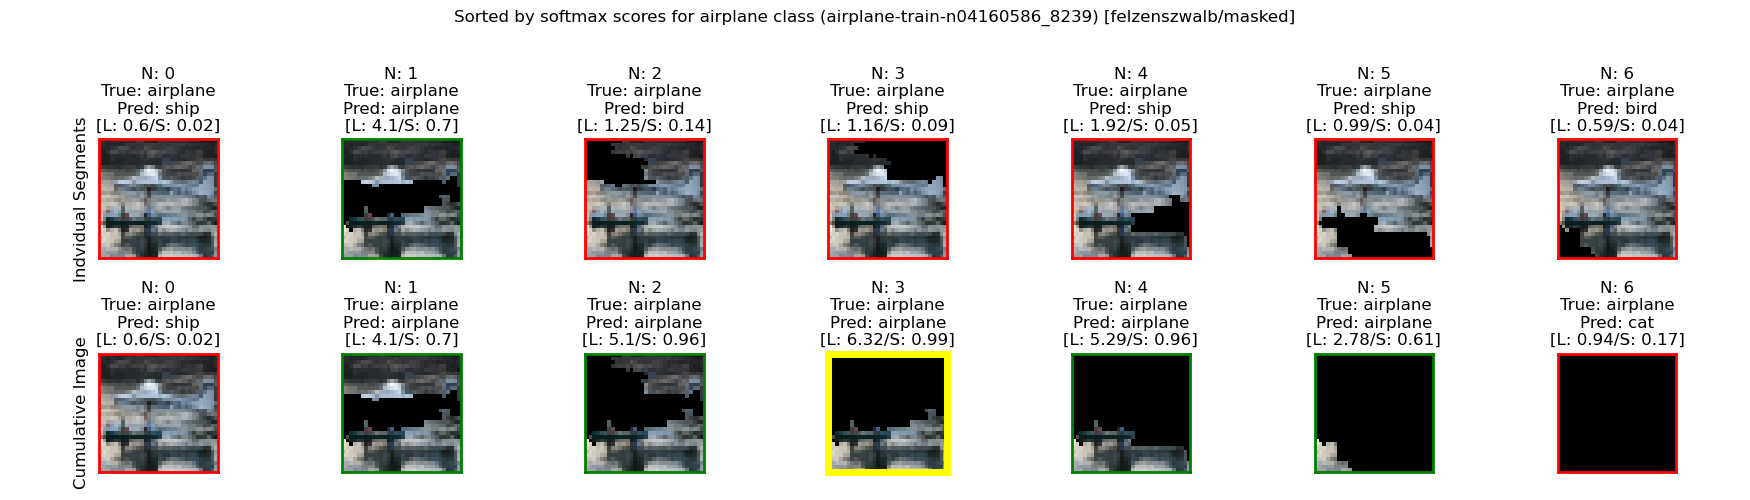 Sorted by softmax scores for airplane class (airplane-train-n04160586_8239) [felzenszwalb/masked]
Indvidual Segments
N: 0
True: airplane
Pred: ship
[L: 0.6/S: 0.02]
N: 1
True: airplane
Pred: airplane
[L: 4.1/S: 0.7]
N: 2
True: airplane
Pred: bird
[L: 1.25/S: 0.14]
N: 3
True: airplane
Pred: ship
[L: 1.16/S: 0.09]
N: 4
True: airplane
Pred: ship
[L: 1.92/S: 0.05]
N: 5
True: airplane
Pred: ship
[L: 0.99/S: 0.04]
N: 6
True: airplane
Pred: bird
[L: 0.59/S: 0.04]
Cumulative Image
N: 0
True: airplane
Pred: ship
[L: 0.6/S: 0.02]
N: 1
True: airplane
Pred: airplane
[L: 4.1/S: 0.7]
N: 2
True: airplane
Pred: airplane
[L: 5.1/S: 0.96]
N: 3
True: airplane
Pred: airplane
[L: 6.32/S: 0.99]
N: 4
True: airplane
Pred: airplane
[L: 5.29/S: 0.96]
N: 5
True: airplane
Pred: airplane
[L: 2.78/S: 0.61]
N: 6
True: airplane
Pred: cat
[L: 0.94/S: 0.17]